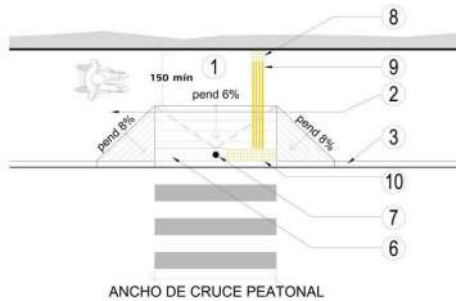 8
9
1
150 mín
pend 6%
2
pend 8%
pend 8%
3
10
7
6
ANCHO DE CRUCE PEATONAL